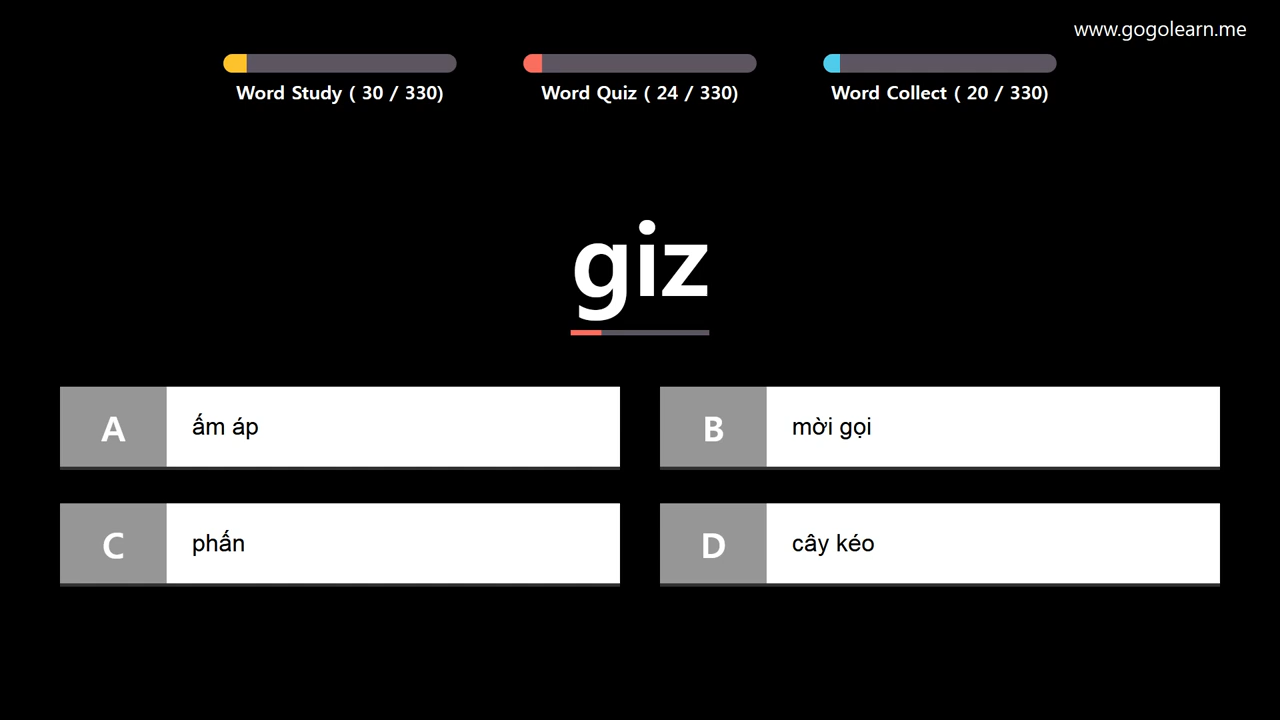 www.gogolearn.me
Word Study ( 30 / 330)
Word Quiz ( 24 / 330)
Word Collect ( 20 / 330)
giz
A
ấm áp
B
mời gọi
C
phấn
D
cây kéo